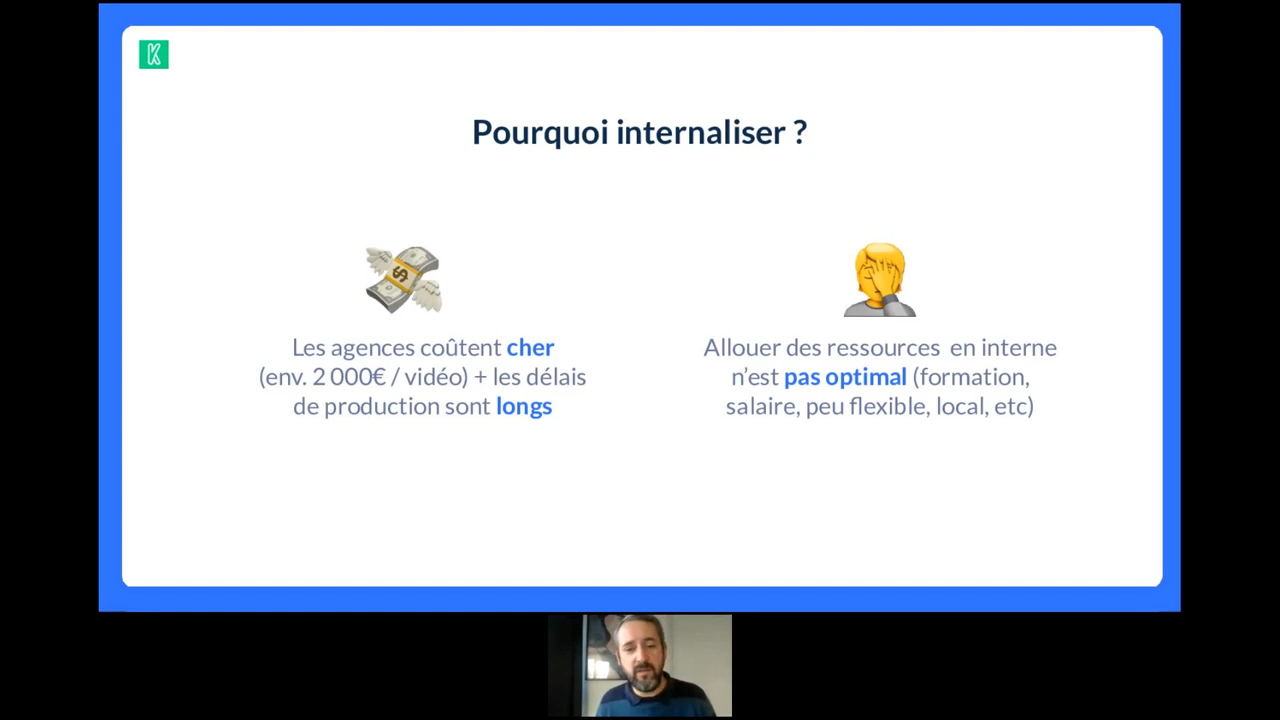 K
Pourquoi internaliser ?
Les agences coûtent cher
(env. 2 000€ / vidéo) + les délais
de production sont longs
Allouer des ressources en interne
n’est pas optimal (formation,
salaire, peu flexible, local, etc)